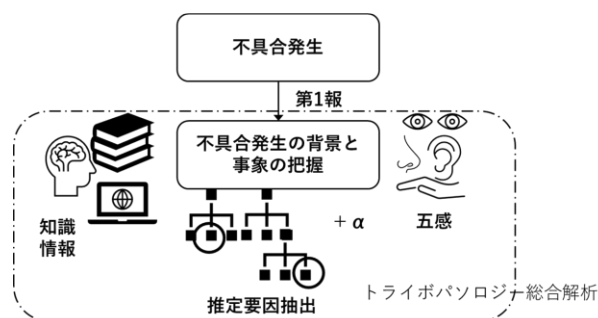 不具合発生
第1報
不具合発生の背景と
事象の把握
知識
情報
+ α
五感
推定要因抽出
トライボパソロジー総合解析